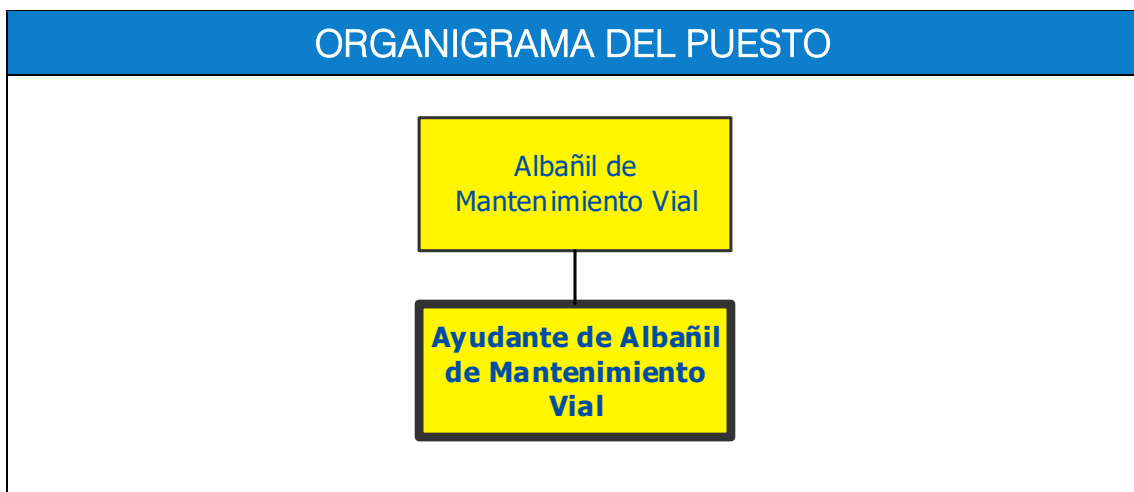 ORGANIGRAMA DEL PUESTO
Albañil de
Mantenimiento Vial
Ayudante de Albañil
de Mantenimiento
Vial